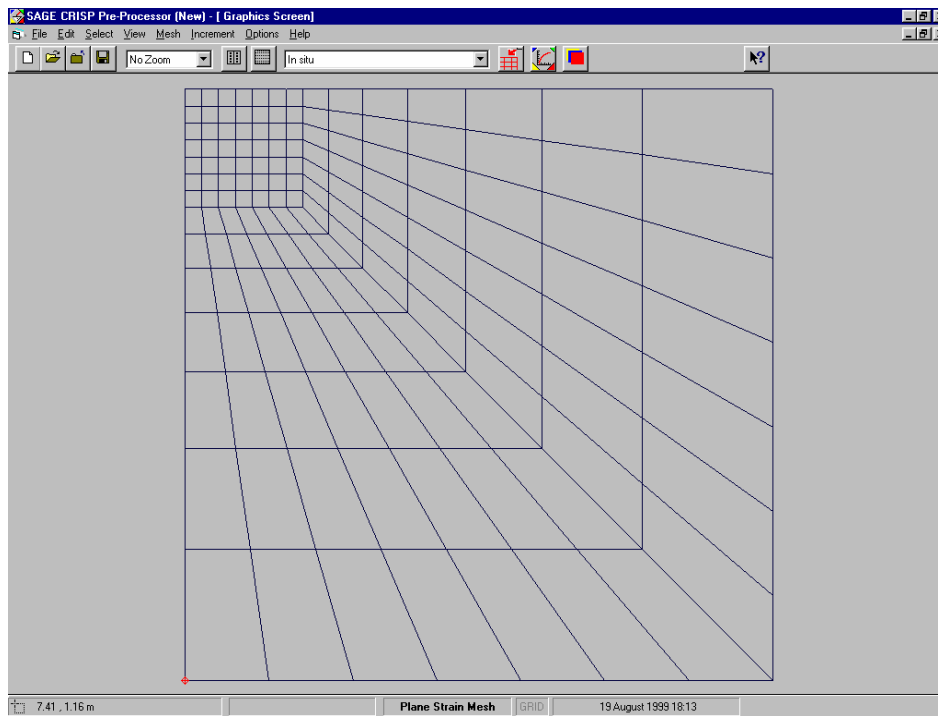 SAGE CRISP Pre-Processor (New) - [ Graphics Screen]
File Edit Select View Mesh Increment Options Help
No Zoom In situ
7.41 , 1.16 m Plane Strain Mesh GRID 19 August 1999 18:13